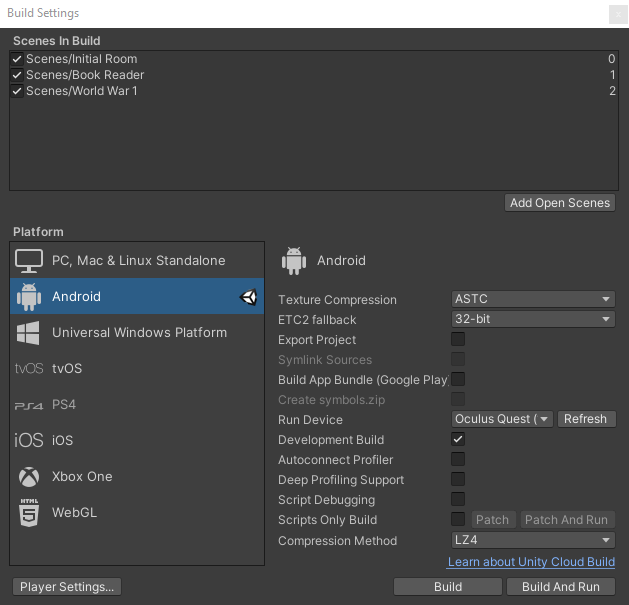 Build Settings
x
Scenes In Build
Scenes/Initial Room 0
Scenes/Book Reader 1
Scenes/World War 1 2
Add Open Scenes
Platform
PC, Mac & Linux Standalone
Android
Universal Windows Platform
tvOS tvOS
PS4 PS4
iOS iOS
Xbox One
HTML 5 WebGL
Android
Texture Compression ASTC
ETC2 fallback 32-bit
Export Project
Symlink Sources
Build App Bundle (Google Play
Create symbols.zip
Run Device Oculus Quest ( Refresh
Development Build
Autoconnect Profiler
Deep Profiling Support
Script Debugging
Scripts Only Build Patch Patch And Run
Compression Method LZ4
Learn about Unity Cloud Build
Player Settings... Build Build And Run